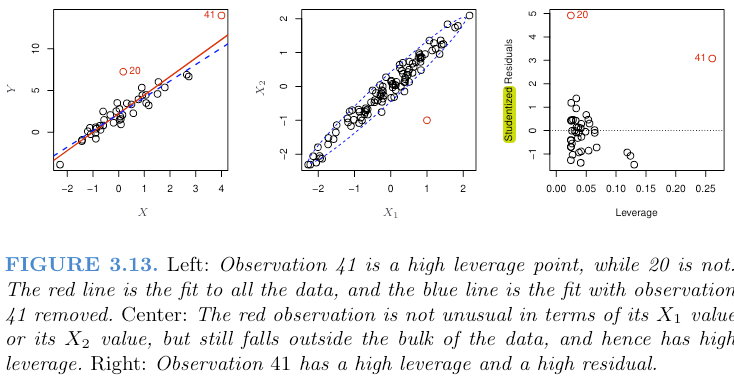 41
20
Y
10
5
0
−2 −1 0 1 2 3 4
X
X2
2
1
0
−1
−2
−2 −1 0 1 2
X1
Studentized Residuals
5
4
3
2
1
0
−1
20
41
0.00 0.05 0.10 0.15 0.20 0.25
Leverage
FIGURE 3.13. Left: Observation 41 is a high leverage point, while 20 is not.
The red line is the fit to all the data, and the blue line is the fit with observation
41 removed. Center: The red observation is not unusual in terms of its X1 value
or its X2 value, but still falls outside the bulk of the data, and hence has high
leverage. Right: Observation 41 has a high leverage and a high residual.